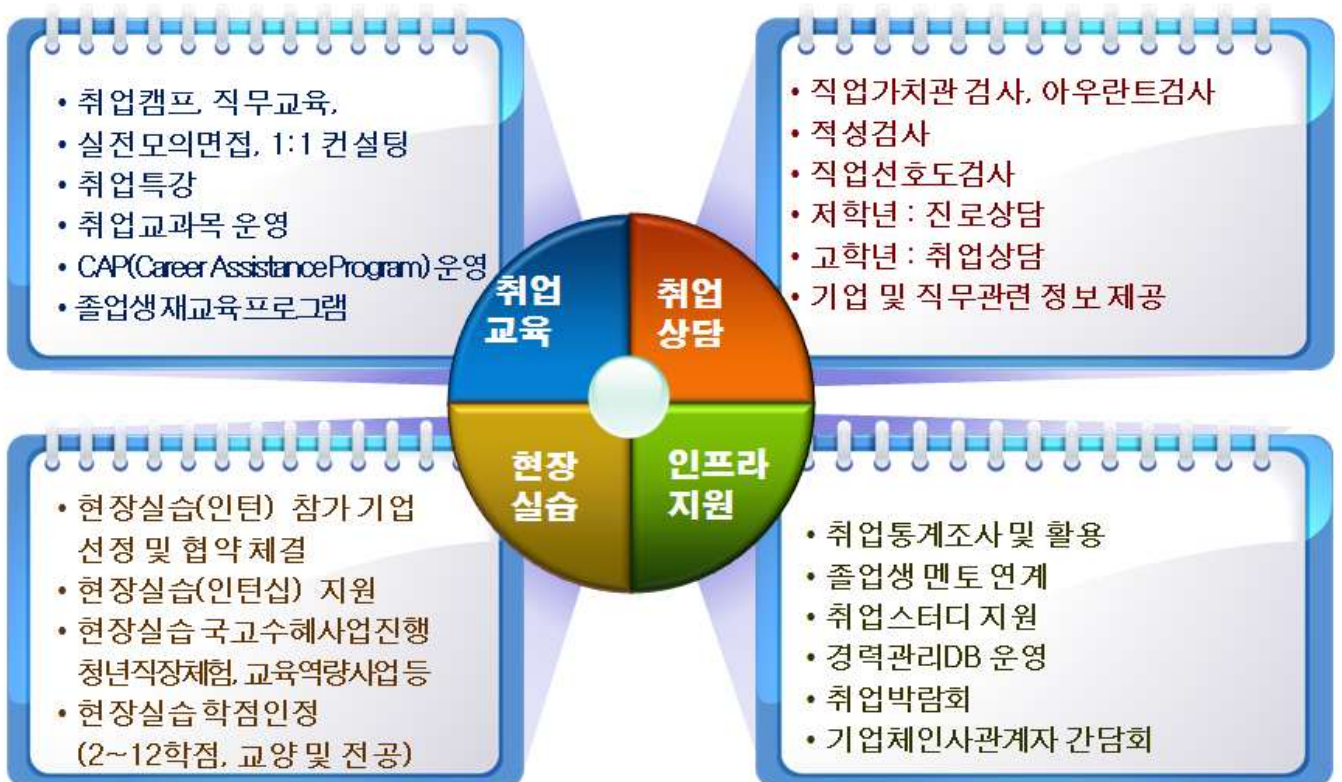 • 취업캠프, 직무교육,
• 실전모의면접, 1:1 컨설팅
• 취업특강
• 취업교과목 운영
• CAP(Career Assistance Program) 운영
• 졸업생 재교육프로그램
• 직업가치관 검사, 아우란트검사
• 적성검사
• 직업선호도검사
• 저학년 : 진로상담
• 고학년 : 취업상담
• 기업 및 직무관련 정보 제공
취업
교육
취업
상담
현장
실습
인프라
지원
• 현장실습(인턴) 참가 기업
선정 및 협약 체결
• 현장실습(인턴십) 지원
• 현장실습 국고수혜사업진행
청년직장체험, 교육역량사업 등
• 현장실습 학점인정
(2~12학점, 교양 및 전공)
• 취업통계조사 및 활용
• 졸업생 멘토 연계
• 취업스터디 지원
• 경력관리DB 운영
• 취업박람회
• 기업체인사관계자 간담회